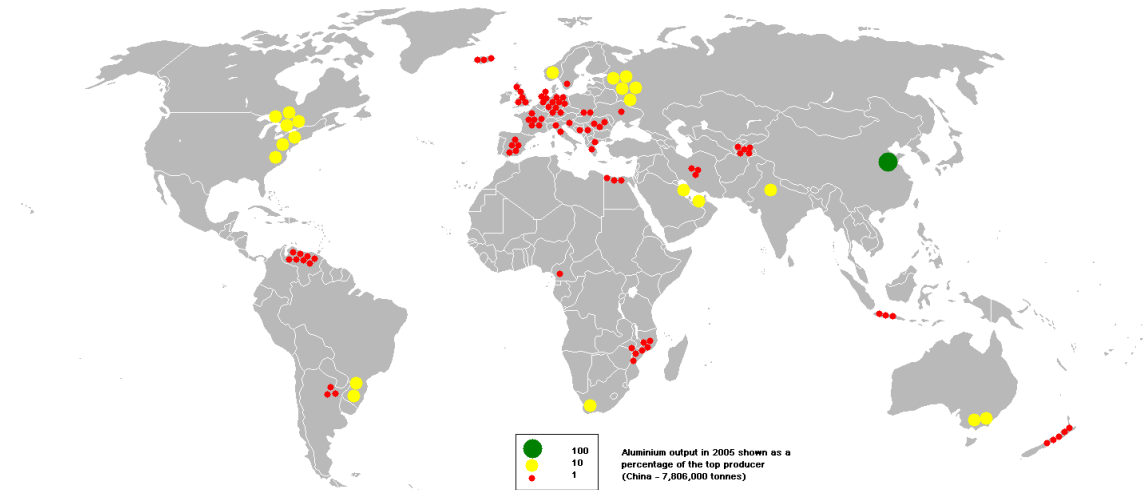 100
10
1
Aluminium output in 2005 shown as a
percentage of the top producer
(China - 7,806,000 tonnes)